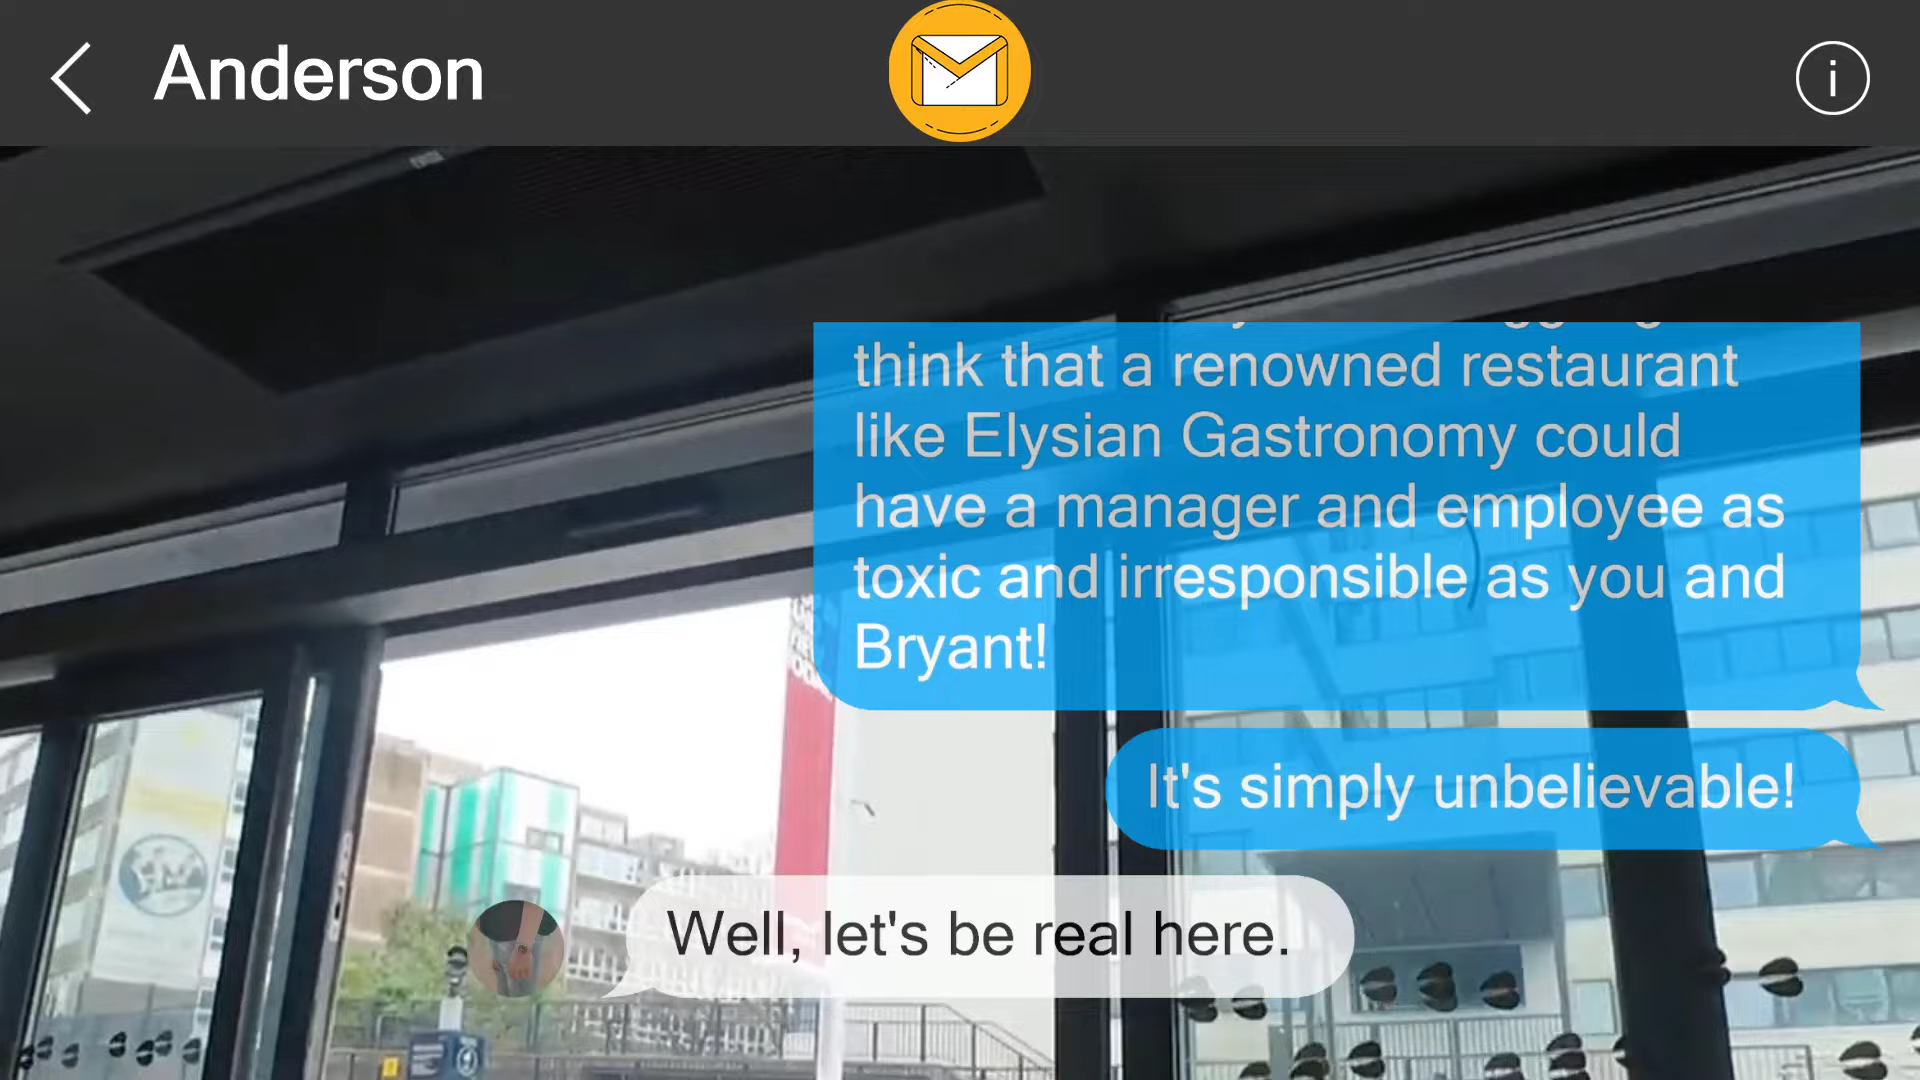 Anderson
think that a renowned restaurant
like Elysian Gastronomy could
have a manager and employee as
toxic and irresponsible as you and
Bryant!
It's simply unbelievable!
Well, let's be real here.